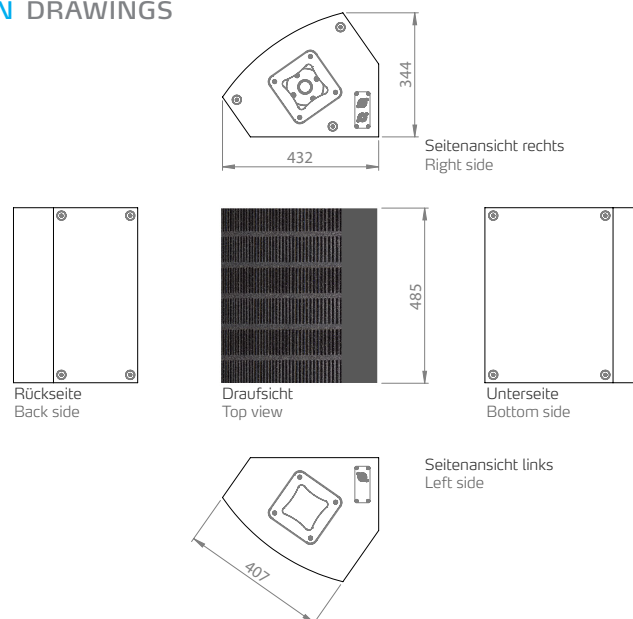 N DRAWINGS
344
432
Seitenansicht rechts
Right side
485
Rückseite
Back side
Draufsicht
Top view
Unterseite
Bottom side
Seitenansicht links
Left side
407